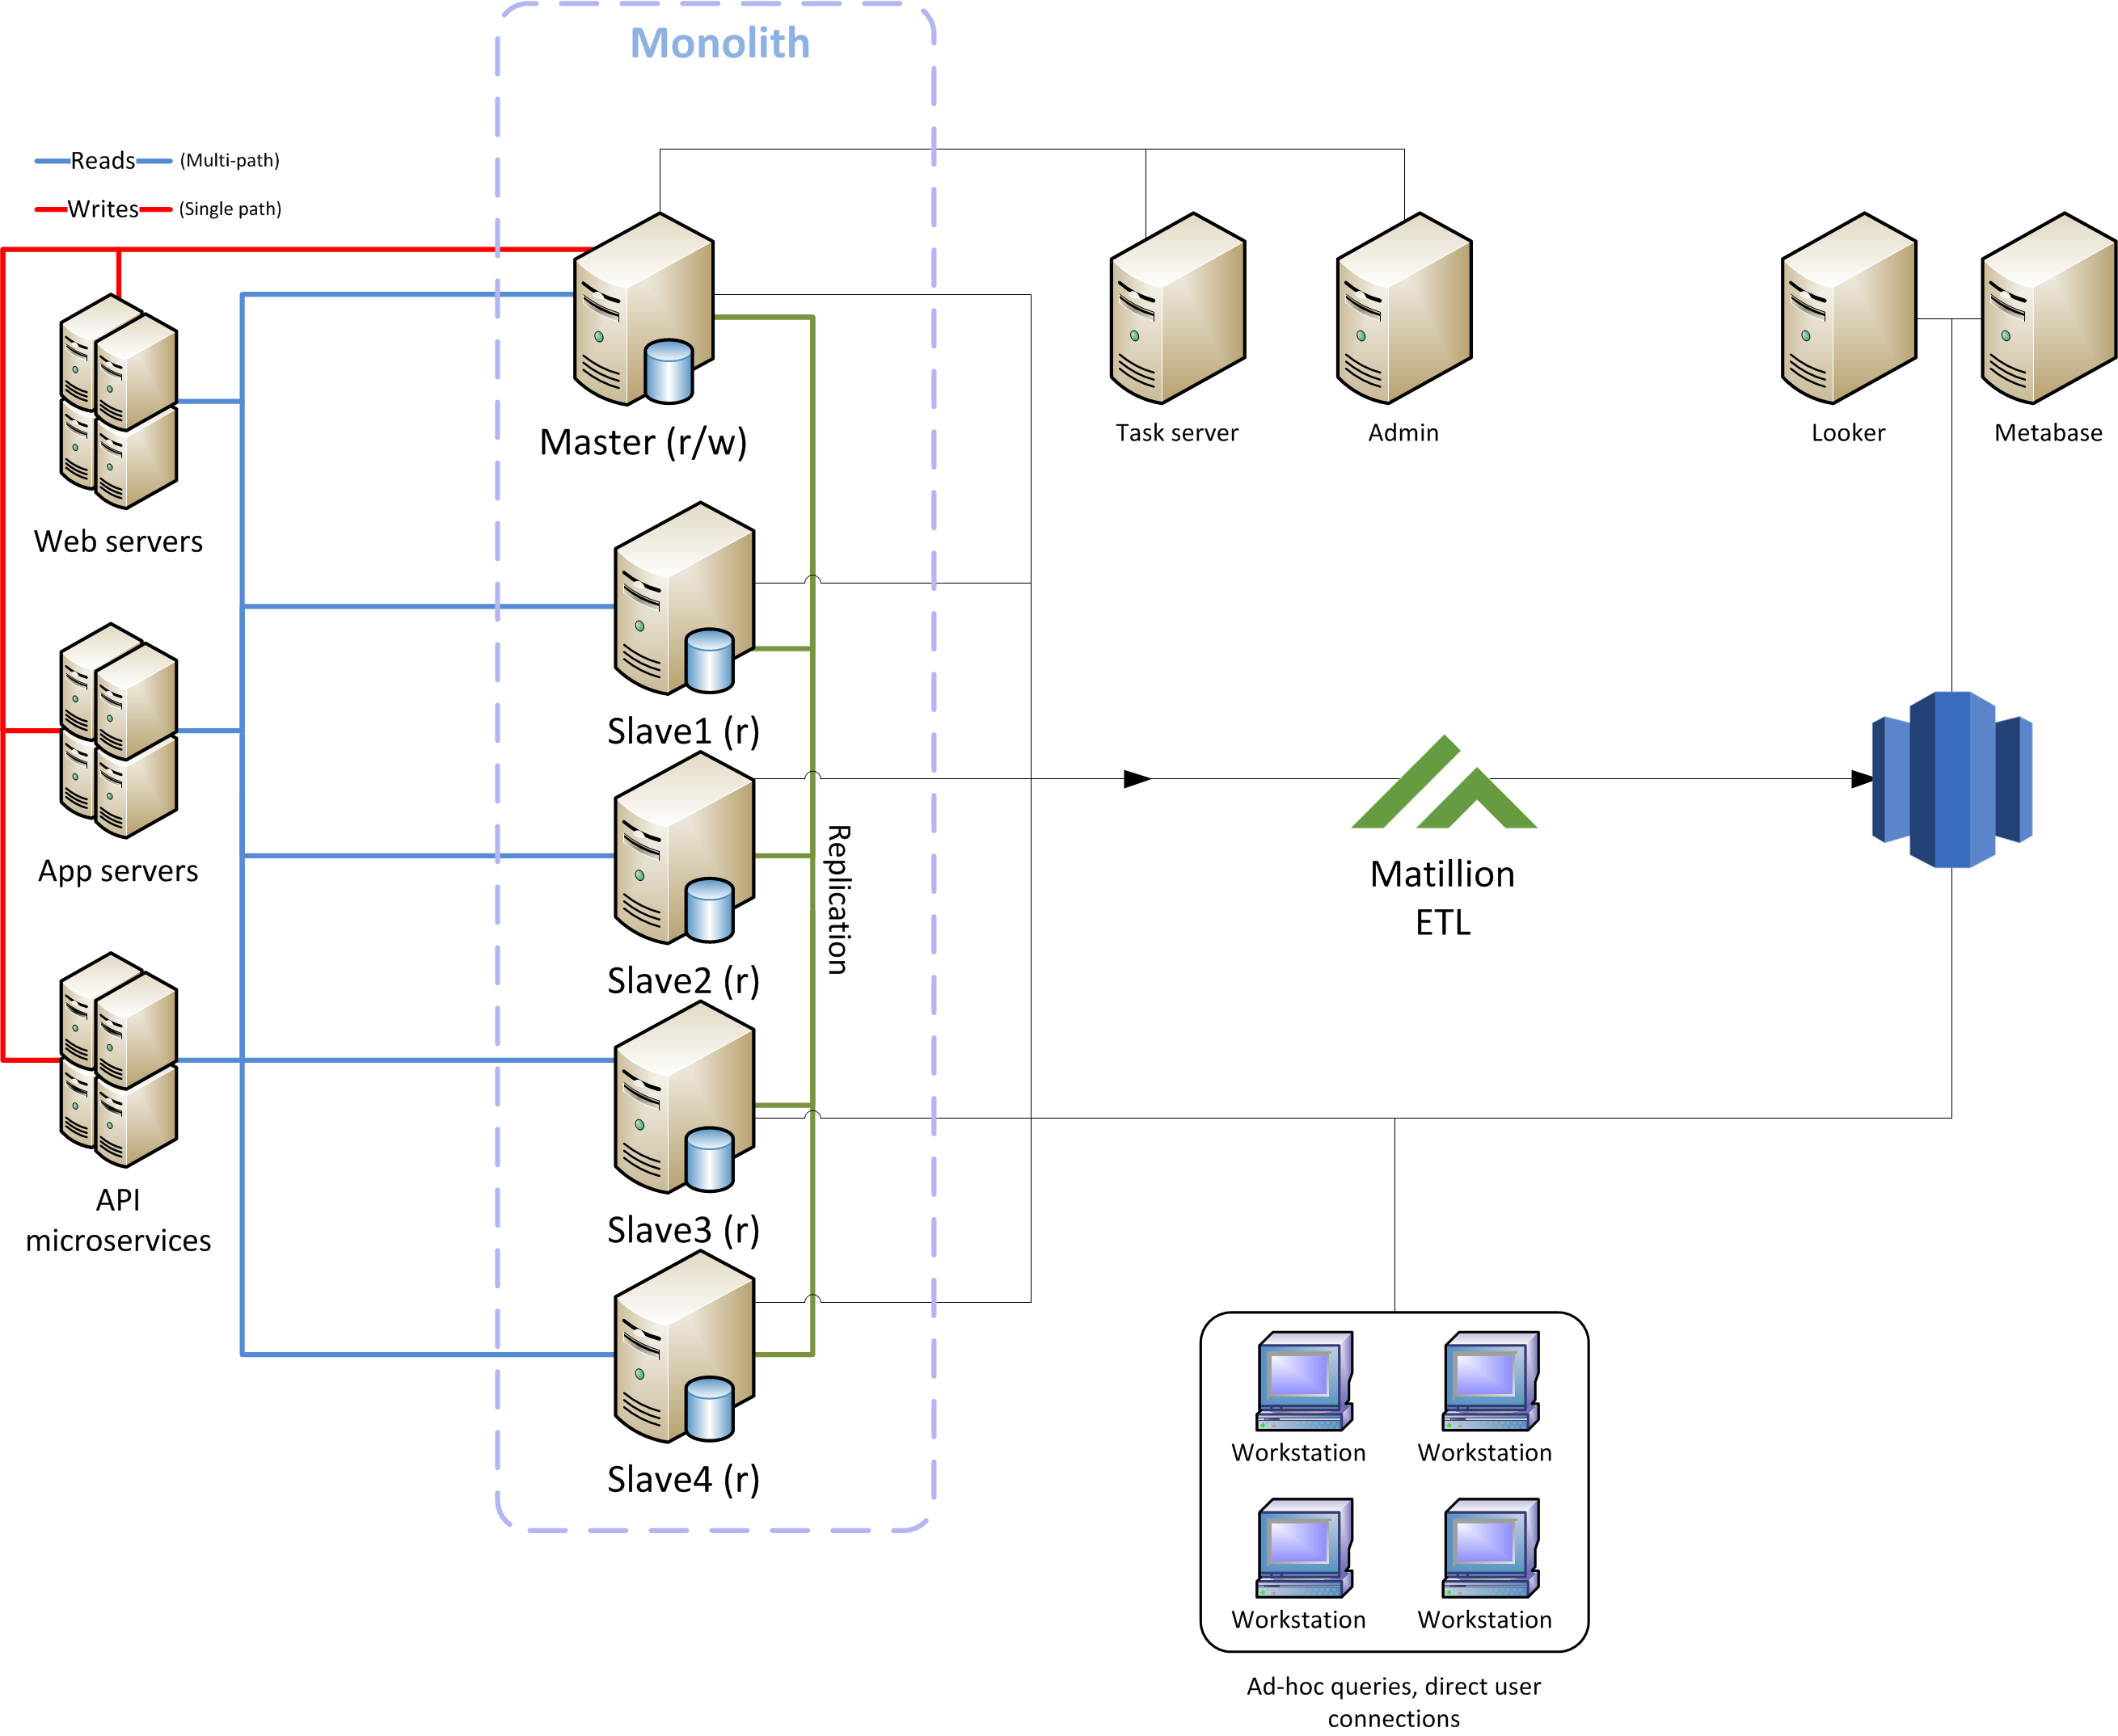 Monolith
Reads (Multi-path)
Writes (Single path)
Master (r/w)
Task server
Admin
Looker
Metabase
Web servers
Slave1 (r)
App servers
Replication
Matillion
ETL
Slave2 (r)
API
microservices
Slave3 (r)
Slave4 (r)
Workstation
Workstation
Workstation
Workstation
Ad-hoc queries, direct user
connections